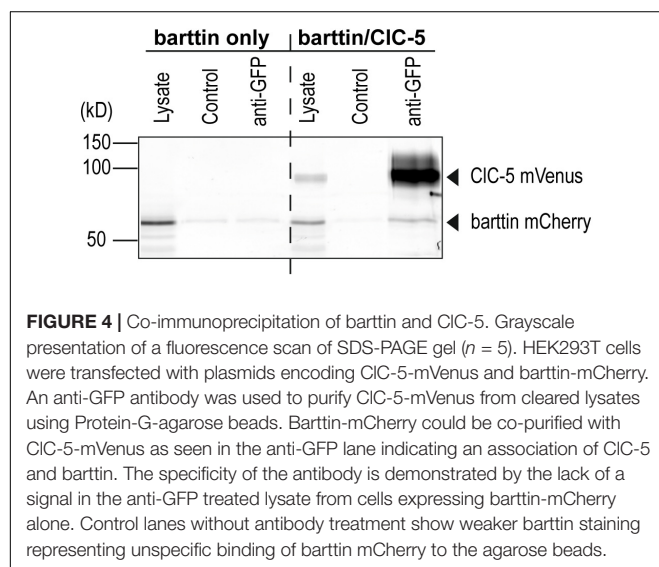 barttin only barttin/ClC-5
Lysate Control anti-GFP Lysate Control anti-GFP
(kD)
150
100
ClC-5 mVenus
barttin mCherry
50
FIGURE 4 | Co-immunoprecipitation of barttin and ClC-5. Grayscale
presentation of a fluorescence scan of SDS-PAGE gel (n = 5). HEK293T cells
were transfected with plasmids encoding ClC-5-mVenus and barttin-mCherry.
An anti-GFP antibody was used to purify ClC-5-mVenus from cleared lysates
using Protein-G-agarose beads. Barttin-mCherry could be co-purified with
ClC-5-mVenus as seen in the anti-GFP lane indicating an association of ClC-5
and barttin. The specificity of the antibody is demonstrated by the lack of a
signal in the anti-GFP treated lysate from cells expressing barttin-mCherry
alone. Control lanes without antibody treatment show weaker barttin staining
representing unspecific binding of barttin mCherry to the agarose beads.